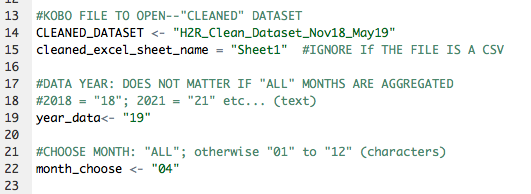 13 #KOBO FILE TO OPEN--"CLEANED" DATASET
14 CLEANED_DATASET <- "H2R_Clean_Dataset_Nov18_May19"
15 cleaned_excel_sheet_name = "Sheet1"  #IGNORE If THE FILE IS A CSV
16
17 #DATA YEAR: DOES NOT MATTER IF "ALL" MONTHS ARE AGGREGATED
18 #2018 = "18"; 2021 = "21" etc... (text)
19 year_data<- "19"
20
21 #CHOOSE MONTH: "ALL"; otherwise "01" to "12" (characters)
22 month_choose <- "04"
23